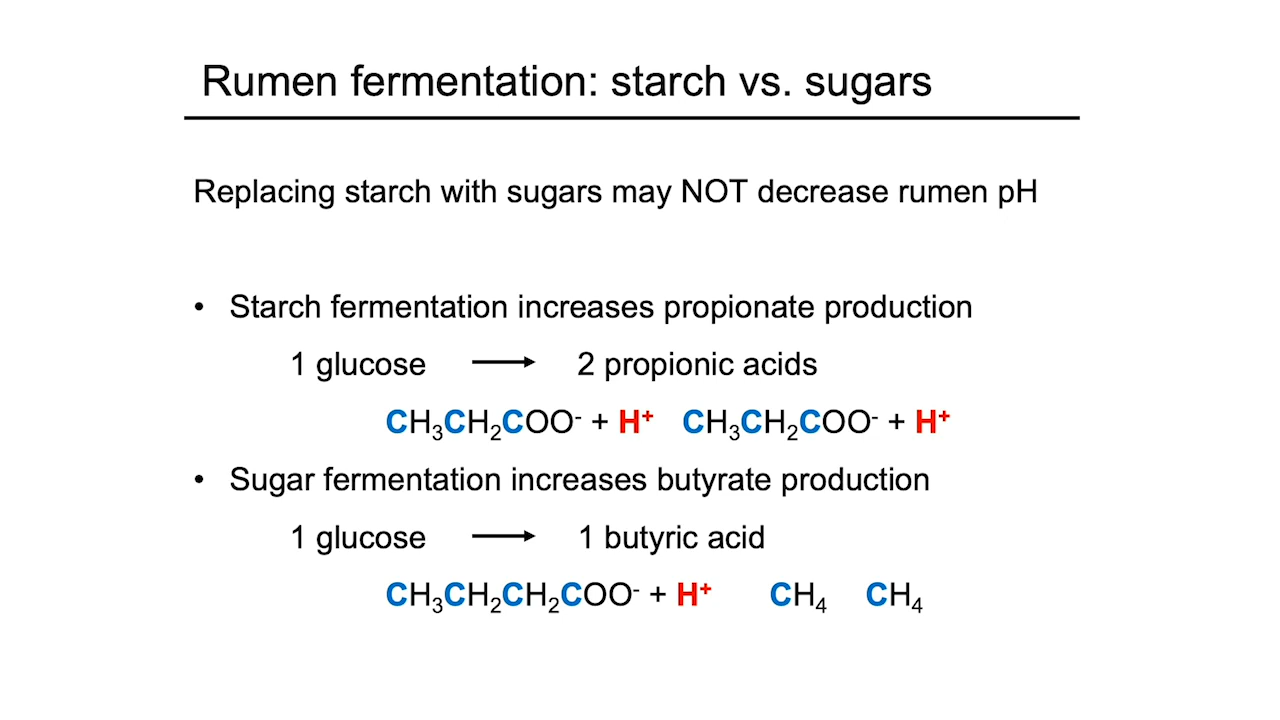 Rumen fermentation: starch vs. sugars
Replacing starch with sugars may NOT decrease rumen pH
• Starch fermentation increases propionate production
1 glucose ⟶ 2 propionic acids
CH₃CH₂COO⁻ + H⁺ CH₃CH₂COO⁻ + H⁺
• Sugar fermentation increases butyrate production
1 glucose ⟶ 1 butyric acid
CH₃CH₂CH₂COO⁻ + H⁺ CH₄ CH₄